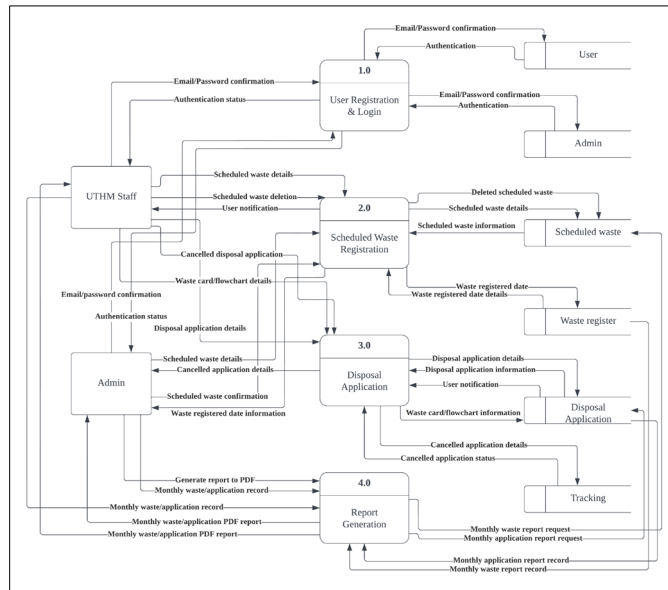 Email/Password confirmation
Authentication
User
1.0
User Registration
& Login
Email/Password confirmation
Authentication status
Email/Password confirmation
Authentication
Admin
UTHM Staff
Scheduled waste details
Scheduled waste deletion
User notification
2.0
Scheduled Waste
Registration
Deleted scheduled waste
Scheduled waste details
Scheduled waste information
Scheduled waste
Cancelled disposal application
Waste card/flowchart details
Email/password confirmation
Authentication status
Disposal application details
Waste registered date
Waste registered date details
Waste register
3.0
Disposal
Application
Admin
Scheduled waste details
Cancelled application details
Scheduled waste confirmation
Waste registered date information
Disposal application details
Disposal application information
User notification
Waste card/flowchart information
Disposal
Application
Cancelled application details
Cancelled application status
Tracking
Generate report to PDF
Monthly waste/application record
4.0
Report
Generation
Monthly waste/application record
Monthly waste/application PDF report
Monthly waste/application PDF report
Monthly waste report request
Monthly application report request
Monthly application report record
Monthly waste report record